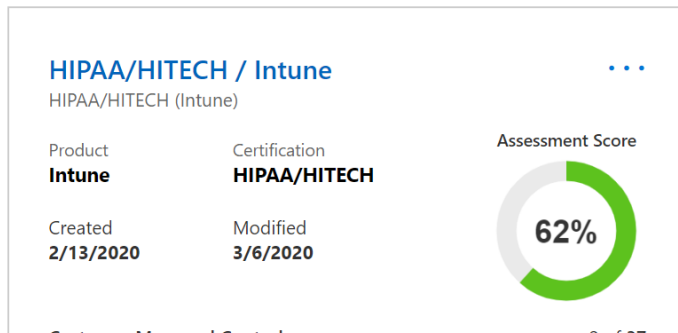 HIPAA/HITECH / Intune
HIPAA/HITECH (Intune)
Assessment Score
Product
Intune
Certification
HIPAA/HITECH
62%
Created
2/13/2020
Modified
3/6/2020